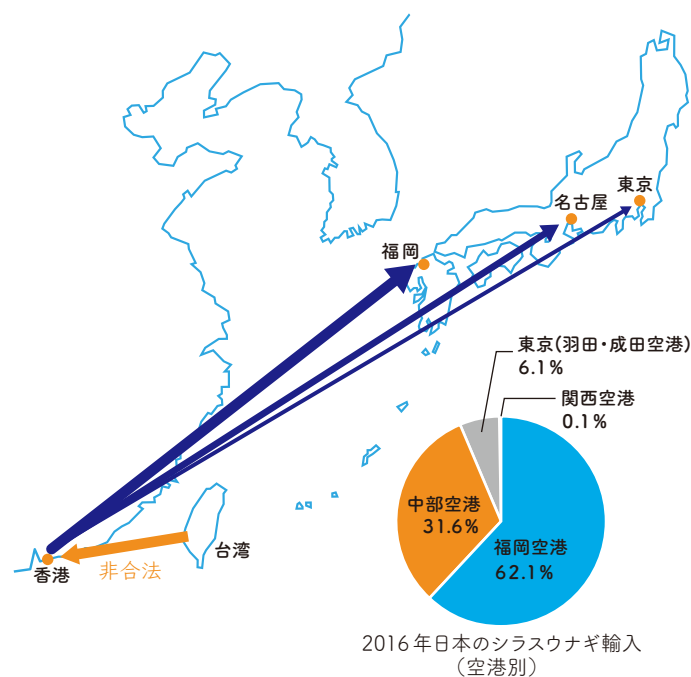 東京
名古屋
福岡
東京(羽田・成田空港)
6.1%
関西空港
0.1%
中部空港
31.6%
福岡空港
62.1%
台湾
香港
非合法
2016年日本のシラスウナギ輸入
（空港別）